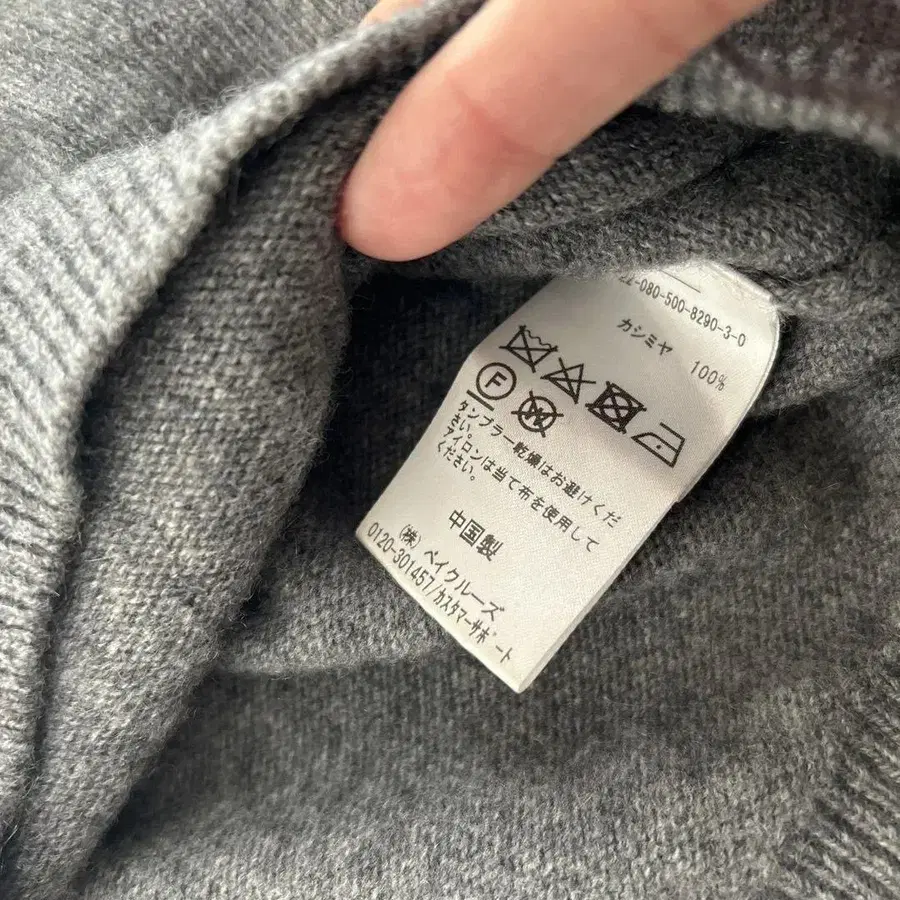 22-080-500-8290-3-0
カシミヤ 100%
F W
タンブラー乾燥はお避けくだ
さい。
アイロンは当て布を使用して
ください。
中国製
(株) ベイクルーズ
0120-301457/カスタマーサポート